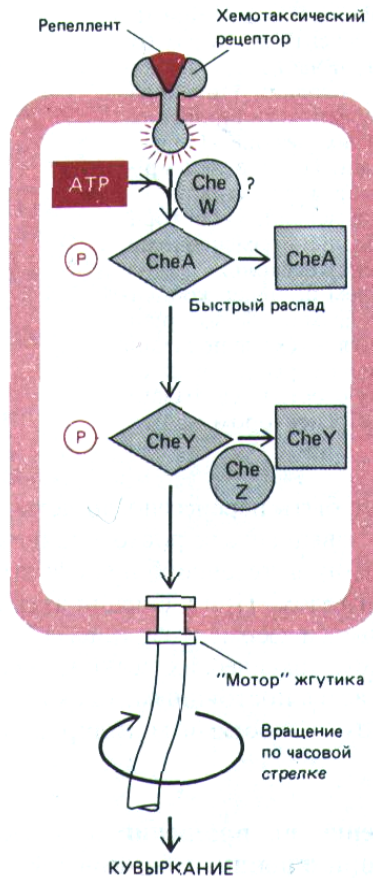 Репеллент
Хемотаксический
рецептор
ATP
Che
W
?
P
CheA
CheA
Быстрый распад
P
CheY
CheY
Che
Z
"Мотор" жгутика
Вращение
по часовой
стрелке
КУВЫРКАНИЕ